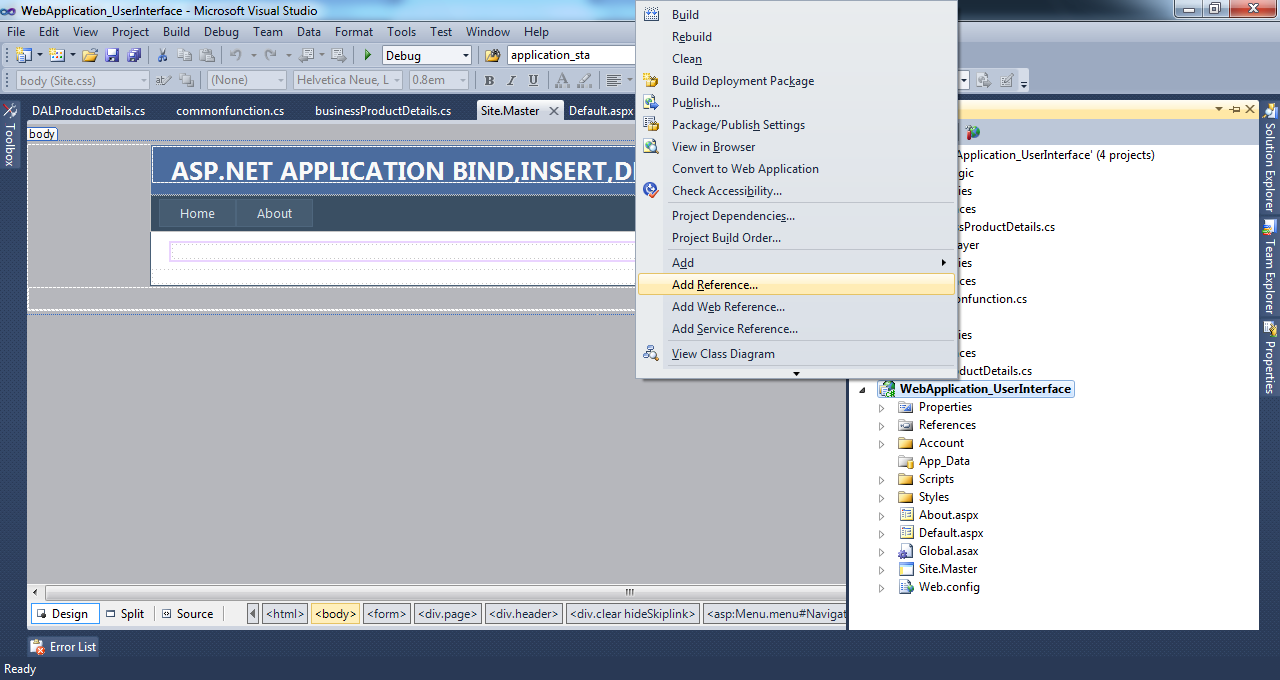 WebApplication_UserInterface - Microsoft Visual Studio
File Edit View Project Build Debug Team Data Format Tools Test Window Help
Debug application_sta
body (Site.css) (None) Helvetica Neue, L 0.8em B I U A
DALProductDetails.cs commonfunction.cs businessProductDetails.cs Site.Master Default.aspx
Toolbox
body
ASP.NET APPLICATION BIND,INSERT,DE
Home About
Build
Rebuild
Clean
Build Deployment Package
Publish...
Package/Publish Settings
View in Browser
Convert to Web Application
Check Accessibility...
Project Dependencies...
Project Build Order...
Add
Add Reference...
Add Web Reference...
Add Service Reference...
View Class Diagram
Application_UserInterface' (4 projects)
gic
ies
ces
sProductDetails.cs
ayer
ies
ces
nfunction.cs
ies
ces
ductDetails.cs
WebApplication_UserInterface
Properties
References
Account
App_Data
Scripts
Styles
About.aspx
Default.aspx
Global.asax
Site.Master
Web.config
Solution Explorer
Team Explorer
Properties
Design Split Source <html> <body> <form> <div.page> <div.header> <div.clear hideSkiplink> <asp:Menu.menu#Navigat
Error List
Ready